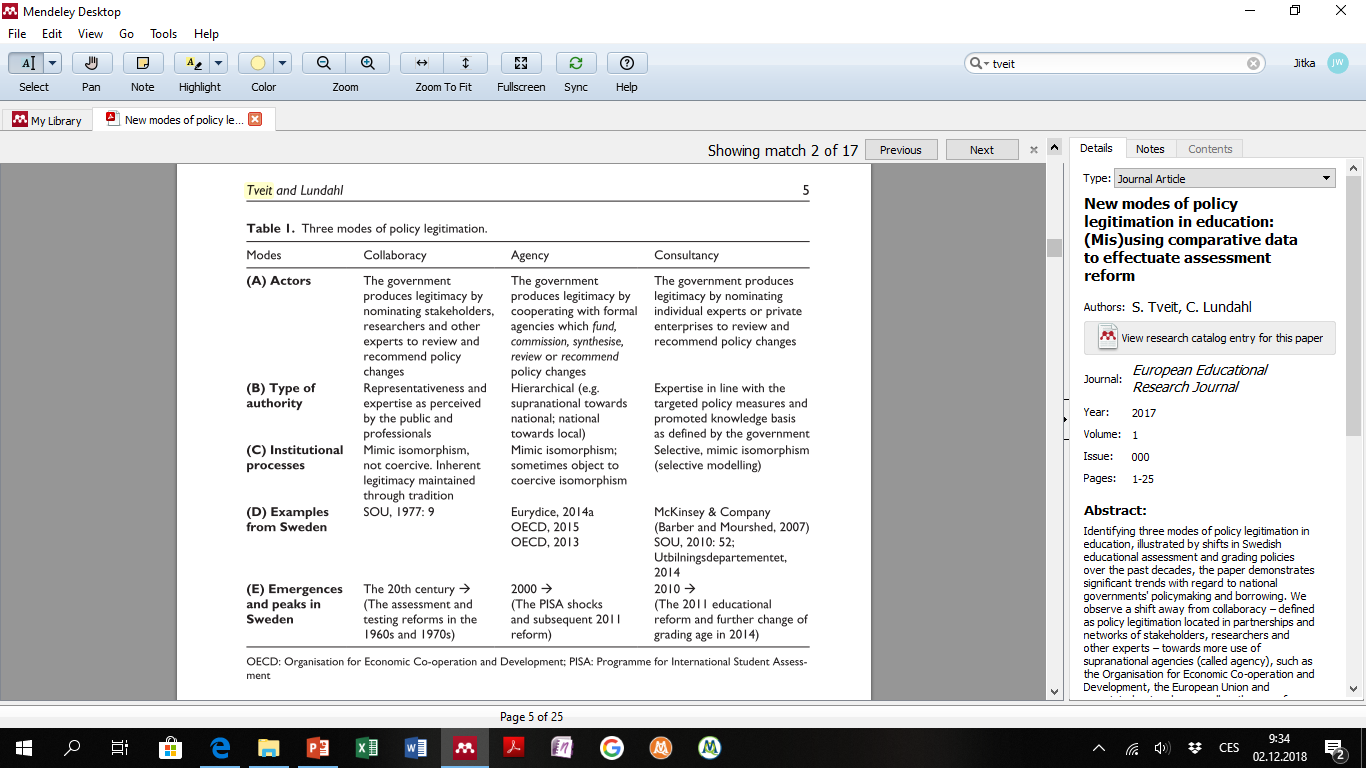 Mendeley Desktop
File Edit View Go Tools Help
Select Pan Note Highlight Color Zoom Zoom To Fit Fullscreen Sync Help
tveit
Jitka JW
My Library
New modes of policy le...
Showing match 2 of 17 Previous Next
Tveit and Lundahl 5
Table 1. Three modes of policy legitimation.
Modes Collaboracy Agency Consultancy
(A) Actors The government The government The government produces
produces legitimacy by produces legitimacy by legitimacy by nominating
nominating stakeholders, cooperating with formal individual experts or private
researchers and other agencies which fund, enterprises to review and
experts to review and commission, synthesise, recommend policy changes
recommend policy review or recommend
changes policy changes
(B) Type of Representativeness and Hierarchical (e.g. Expertise in line with the
authority expertise as perceived supranational towards targeted policy measures and
by the public and national; national promoted knowledge basis
professionals towards local) as defined by the government
(C) Institutional Mimic isomorphism, Mimic isomorphism; Selective, mimic isomorphism
processes not coercive. Inherent sometimes object to (selective modelling)
legitimacy maintained coercive isomorphism
through tradition
(D) Examples SOU, 1977: 9 Eurydice, 2014a McKinsey & Company
from Sweden OECD, 2015 (Barber and Mourshed, 2007)
OECD, 2013 SOU, 2010: 52;
Utbilningsdepartementet,
2014
(E) Emergences The 20th century → 2000 → 2010 →
and peaks in (The assessment and (The PISA shocks (The 2011 educational
Sweden testing reforms in the and subsequent 2011 reform and further change of
1960s and 1970s) reform) grading age in 2014)
OECD: Organisation for Economic Co-operation and Development; PISA: Programme for International Student Assess-
ment
Page 5 of 25
Details Notes Contents
Type: Journal Article
New modes of policy
legitimation in education:
(Mis)using comparative data
to effectuate assessment
reform
Authors: S. Tveit, C. Lundahl
View research catalog entry for this paper
Journal: European Educational
Research Journal
Year: 2017
Volume: 1
Issue: 000
Pages: 1-25
Abstract:
Identifying three modes of policy legitimation in
education, illustrated by shifts in Swedish
educational assessment and grading policies
over the past decades, the paper demonstrates
significant trends with regard to national
governments' policymaking and borrowing. We
observe a shift away from collaboracy – defined
as policy legitimation located in partnerships and
networks of stakeholders, researchers and
other experts – towards more use of
supranational agencies (called agency), such as
the Organisation for Economic Co-operation and
Development, the European Union and
CES
9:34
02.12.2018
2